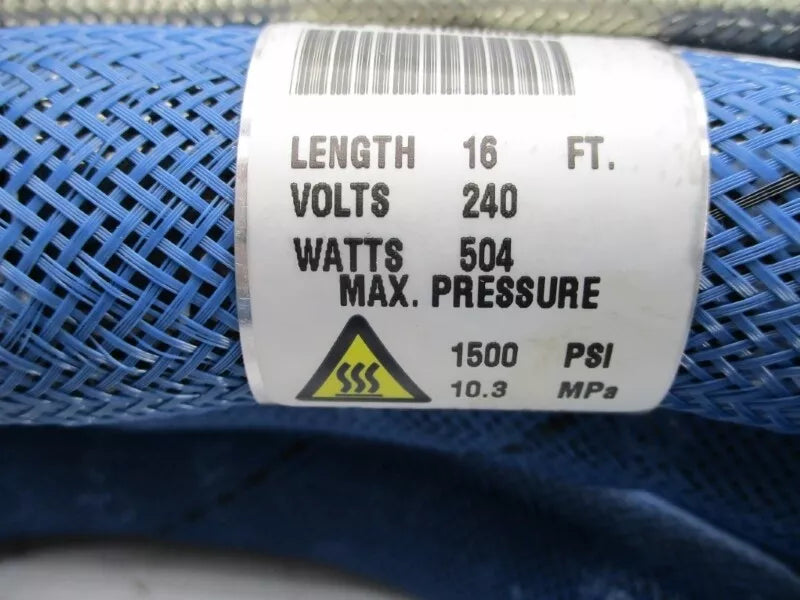 LENGTH 16 FT.
VOLTS 240
WATTS 504
MAX. PRESSURE
1500 PSI
10.3 MPa